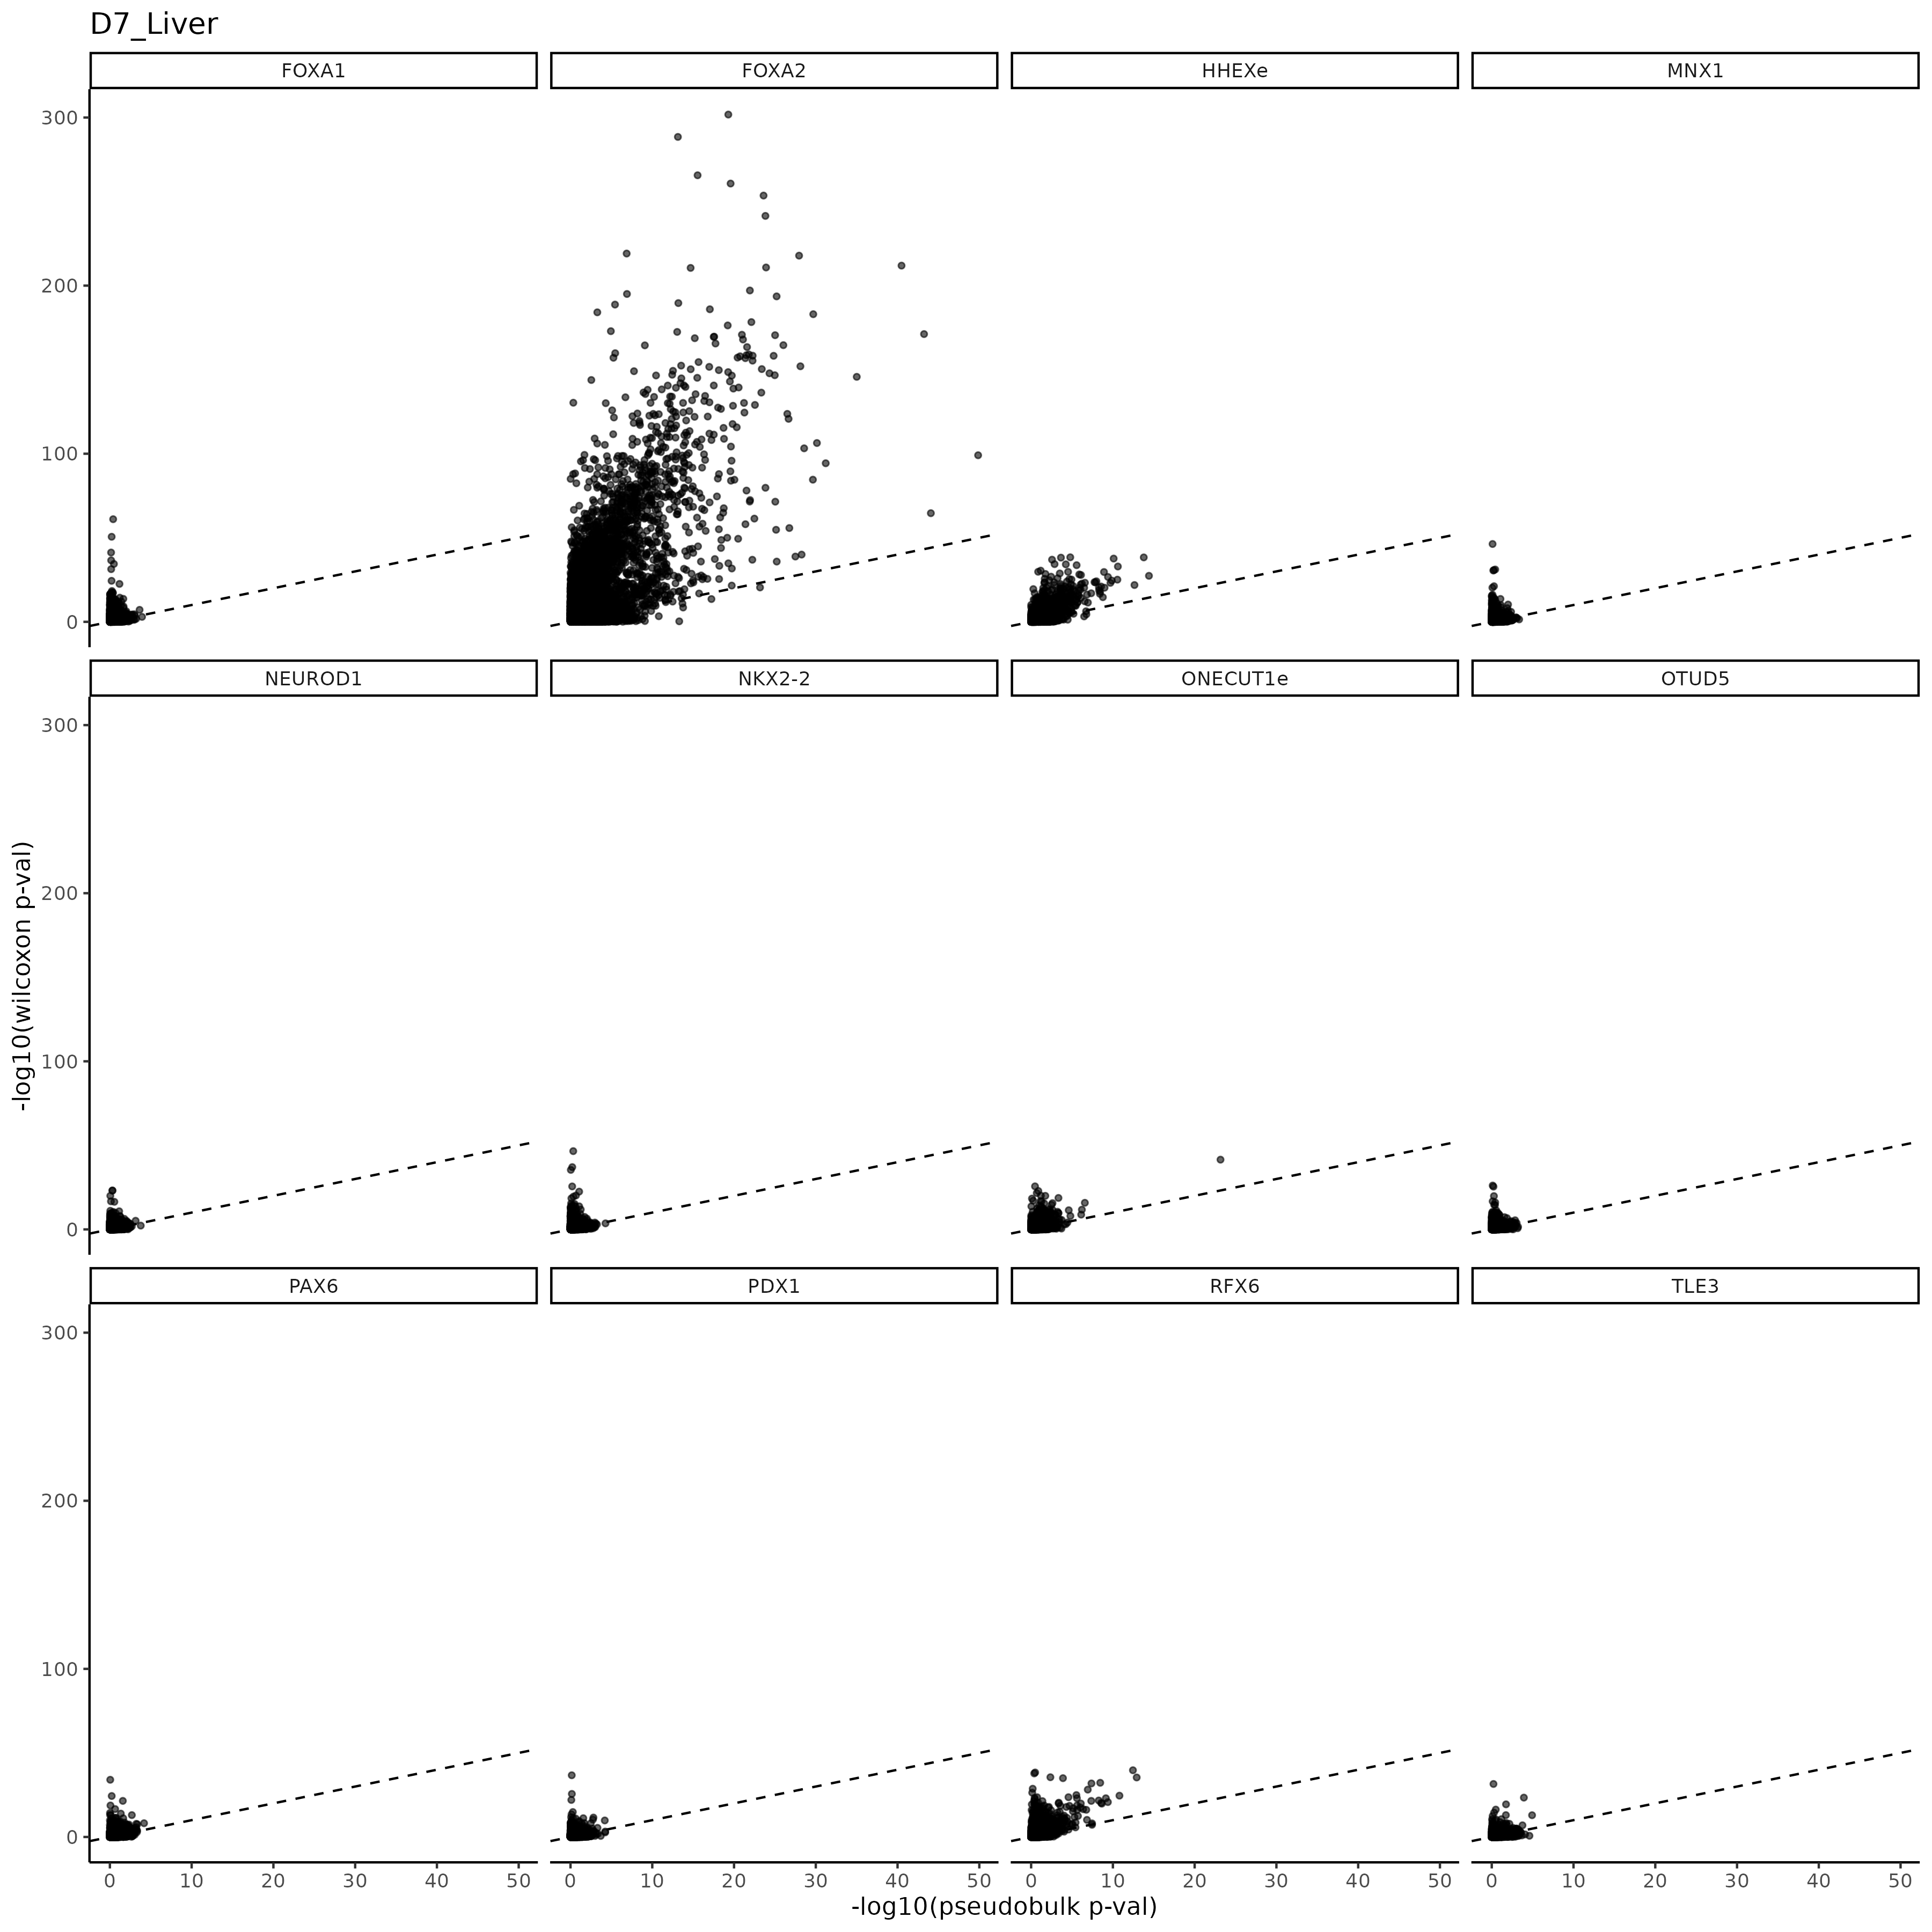 D7_Liver
FOXA1 FOXA2 HHEXe MNX1
300
200
100
0
NEUROD1 NKX2-2 ONECUT1e OTUD5
300
200
100
0
-log10(wilcoxon p-val)
PAX6 PDX1 RFX6 TLE3
300
200
100
0
0 10 20 30 40 50 0 10 20 30 40 50 0 10 20 30 40 50 0 10 20 30 40 50
-log10(pseudobulk p-val)